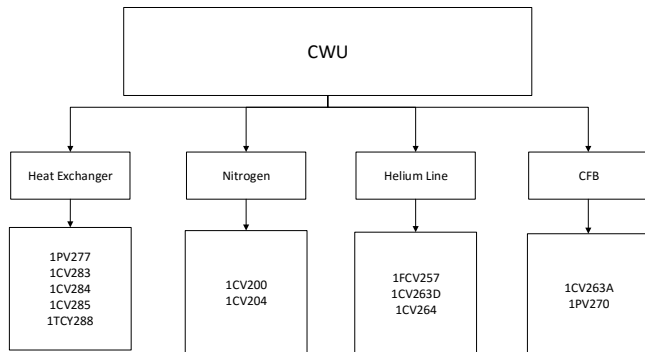 CWU
Heat Exchanger
Nitrogen
Helium Line
CFB
1PV277
1CV283
1CV284
1CV285
1TCY288
1CV200
1CV204
1FCV257
1CV263D
1CV264
1CV263A
1PV270